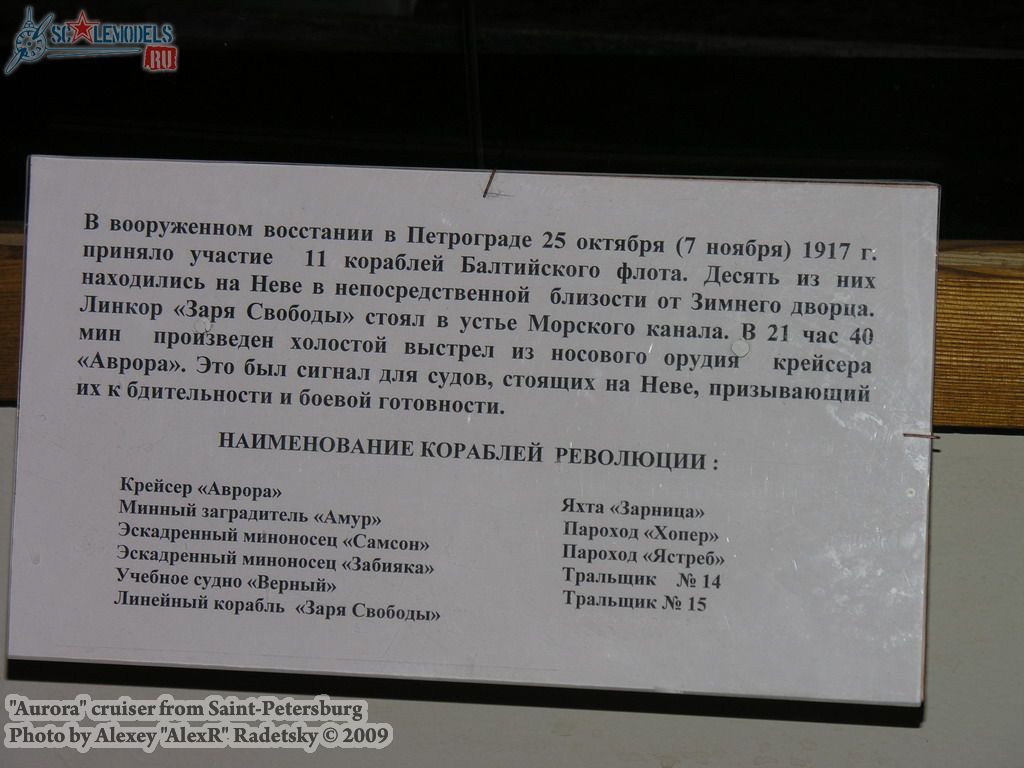 SCALEMODELS
.RU
В вооруженном восстании в Петрограде 25 октября (7 ноября) 1917 г.
приняло участие 11 кораблей Балтийского флота. Десять из них
находились на Неве в непосредственной близости от Зимнего дворца.
Линкор «Заря Свободы» стоял в устье Морского канала. В 21 час 40
мин произведен холостой выстрел из носового орудия крейсера
«Аврора». Это был сигнал для судов, стоящих на Неве, призывающий
их к бдительности и боевой готовности.
НАИМЕНОВАНИЕ КОРАБЛЕЙ РЕВОЛЮЦИИ :
Крейсер «Аврора»
Минный заградитель «Амур»
Эскадренный миноносец «Самсон»
Эскадренный миноносец «Забияка»
Учебное судно «Верный»
Линейный корабль «Заря Свободы»
Яхта «Зарница»
Пароход «Хопер»
Пароход «Ястреб»
Тральщик № 14
Тральщик № 15
"Aurora" cruiser from Saint-Petersburg
Photo by Alexey "AlexR" Radetsky © 2009